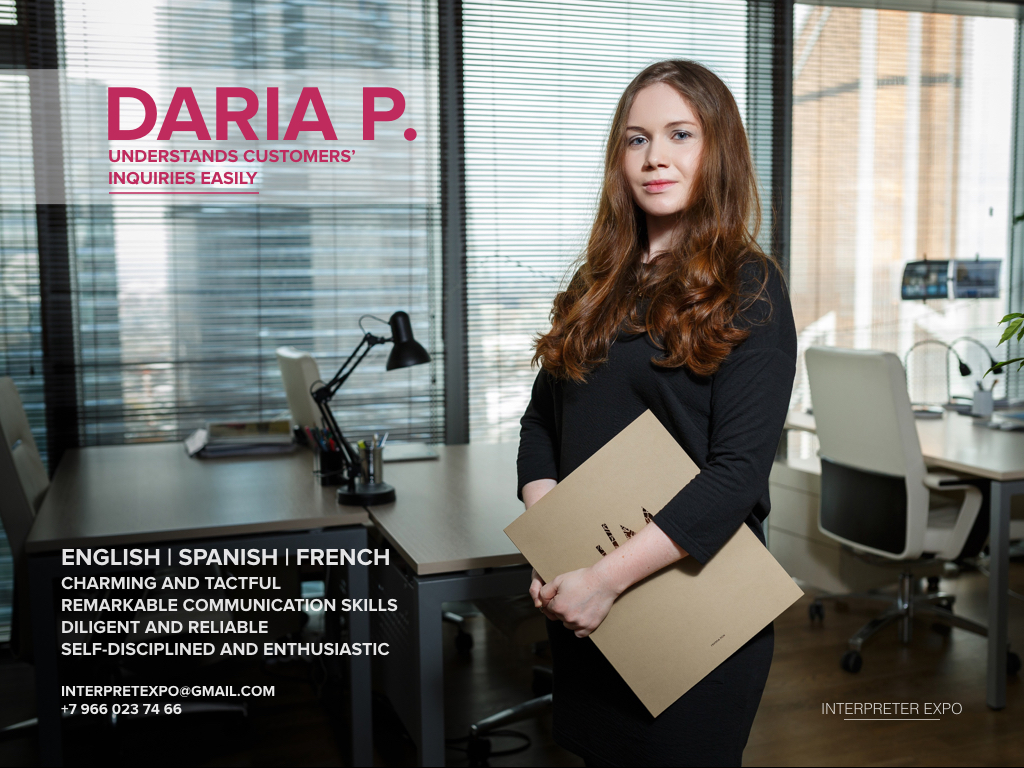 DARIA P.
UNDERSTANDS CUSTOMERS’
INQUIRIES EASILY
ENGLISH | SPANISH | FRENCH
CHARMING AND TACTFUL
REMARKABLE COMMUNICATION SKILLS
DILIGENT AND RELIABLE
SELF-DISCIPLINED AND ENTHUSIASTIC
INTERPRETEXPO@GMAIL.COM
+7 966 023 74 66
INTERPRETER EXPO